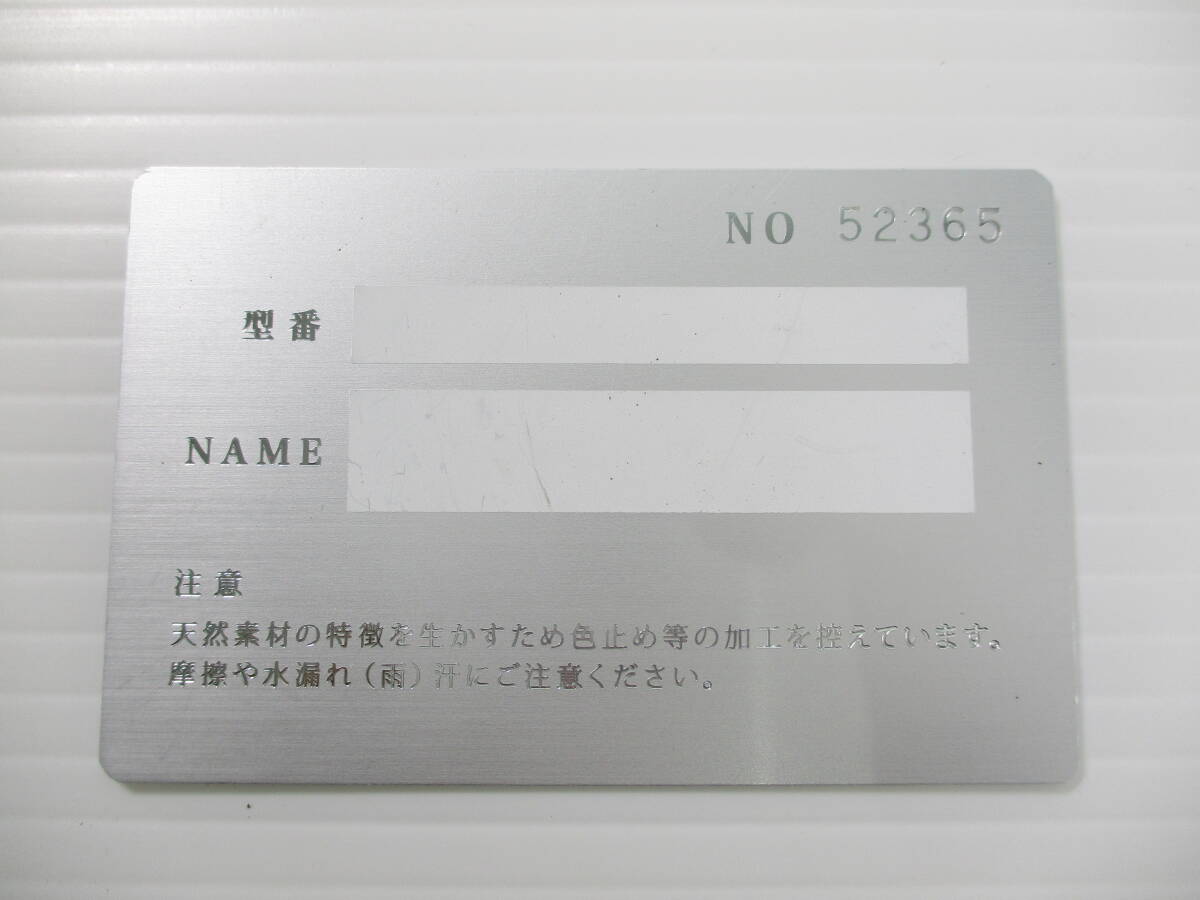 NO 52365
型番
NAME
注意
天然素材の特徴を生かすため色止め等の加工を控えています。
摩擦や水漏れ(雨)汗にご注意ください。